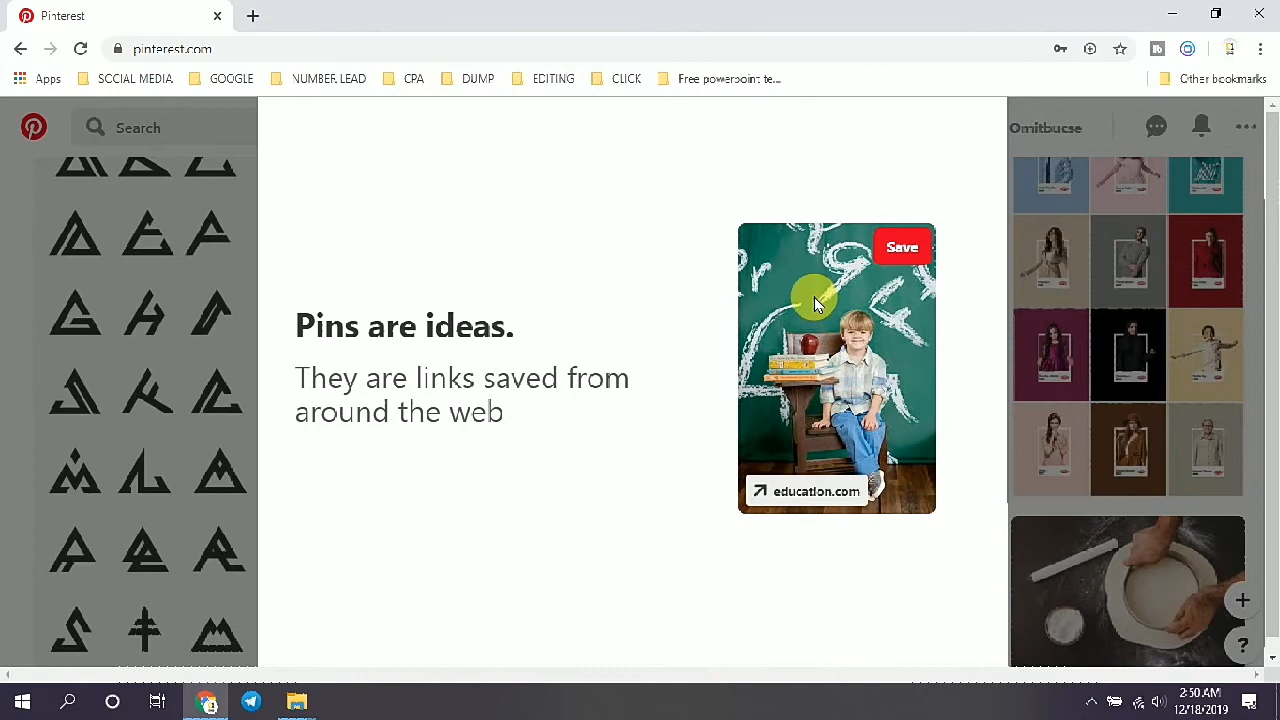 Pinterest
pinterest.com
Apps
SOCIAL MEDIA
GOOGLE
NUMBER LEAD
CPA
DUMP
EDITING
CLICK
Free powerpoint te...
Other bookmarks
Search
Omitbucse
Save
Pins are ideas.
They are links saved from
around the web
education.com
2:50 AM
12/18/2019